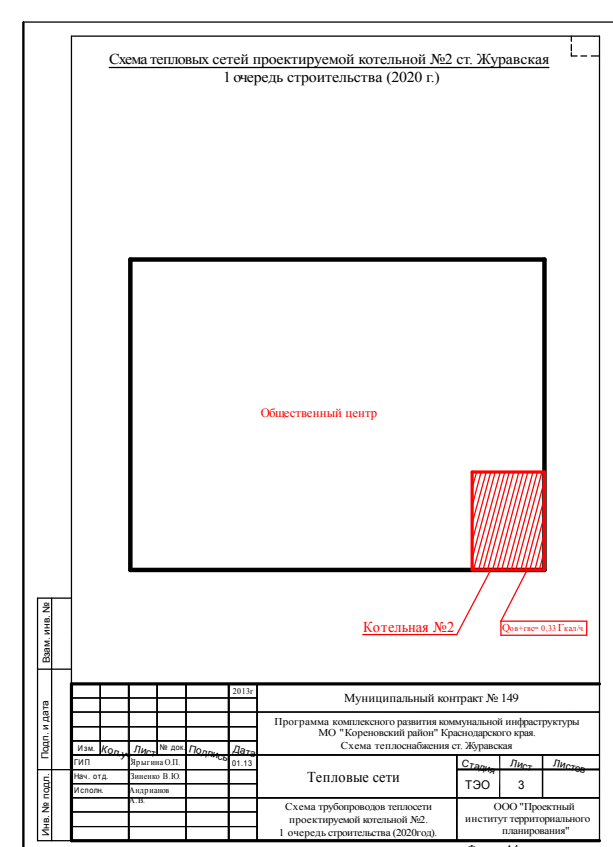 Схема тепловых сетей проектируемой котельной №2 ст. Журавская
1 очередь строительства (2020 г.)
Общественный центр
Котельная №2
Qов+гвс= 0,33 Гкал/ч
Взам. инв. №
Подп. и дата
Инв. № подл.
2013г
Муниципальный контракт № 149
Программа комплексного развития коммунальной инфраструктуры
МО "Кореновский район" Краснодарского края.
Схема теплоснабжения ст. Журавская
Изм. Кол.у Лист № док. Подпись Дата
ГИП Ярыгина О.П. 01.13
Нач. отд. Зиненко В.Ю.
Исполн. Андрианов
А.В.
Тепловые сети
Стадия Лист Листов
ТЭО 3
Схема трубопроводов теплосети
проектируемой котельной №2.
1 очередь строительства (2020год).
ООО "Проектный
институт территориального
планирования"